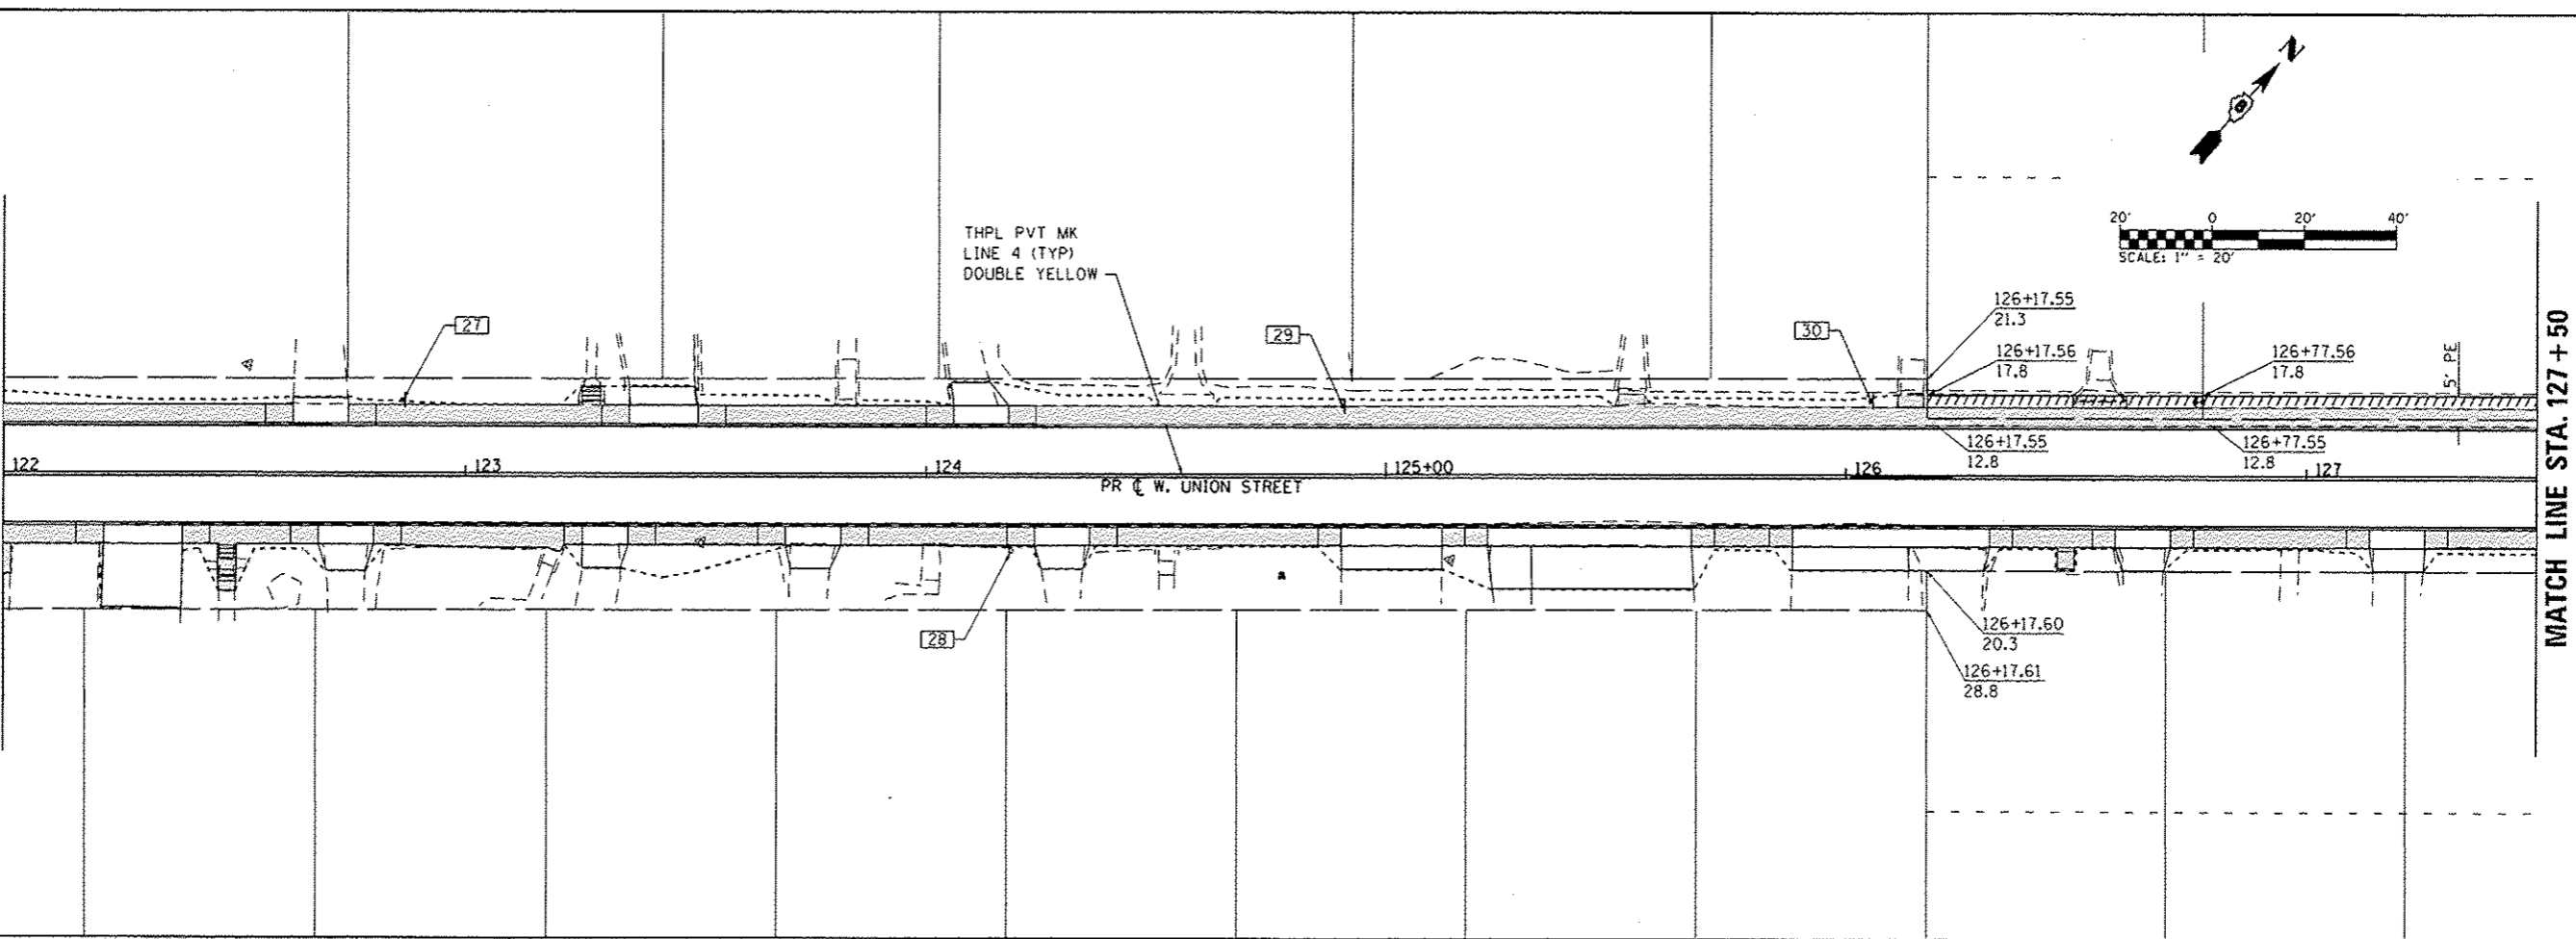 N
20' 0 20' 40'
SCALE: 1" = 20'
THPL PVT MK
LINE 4 (TYP)
DOUBLE YELLOW
27
29
30
126+17.55
21.3
126+17.56
17.8
126+77.56
17.8
5' PE
126+17.55
12.8
126+77.55
12.8
122 123 124 125+00 126 127
PR ℄ W. UNION STREET
28
126+17.60
20.3
126+17.61
28.8
MATCH LINE STA. 127+50